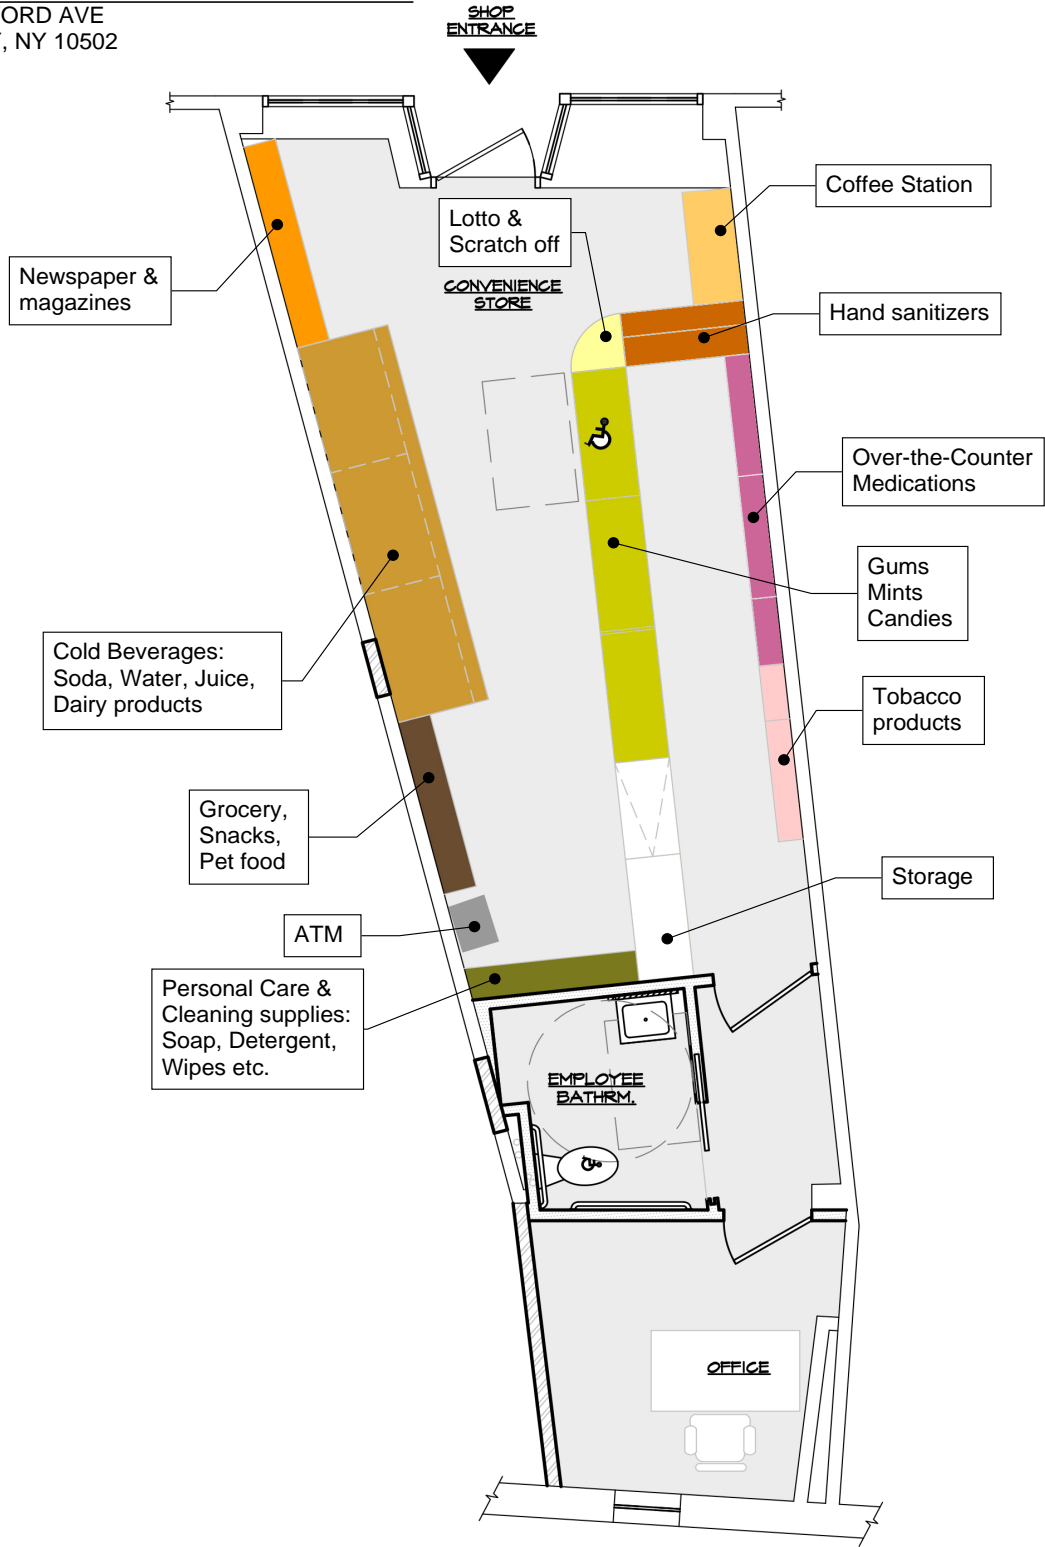 ORD AVE
, NY 10502
SHOP
ENTRANCE
Coffee Station
Lotto &
Scratch off
Newspaper &
magazines
CONVENIENCE
STORE
Hand sanitizers
Over-the-Counter
Medications
Gums
Mints
Candies
Cold Beverages:
Soda, Water, Juice,
Dairy products
Tobacco
products
Grocery,
Snacks,
Pet food
Storage
ATM
Personal Care &
Cleaning supplies:
Soap, Detergent,
Wipes etc.
EMPLOYEE
BATHRM.
OFFICE